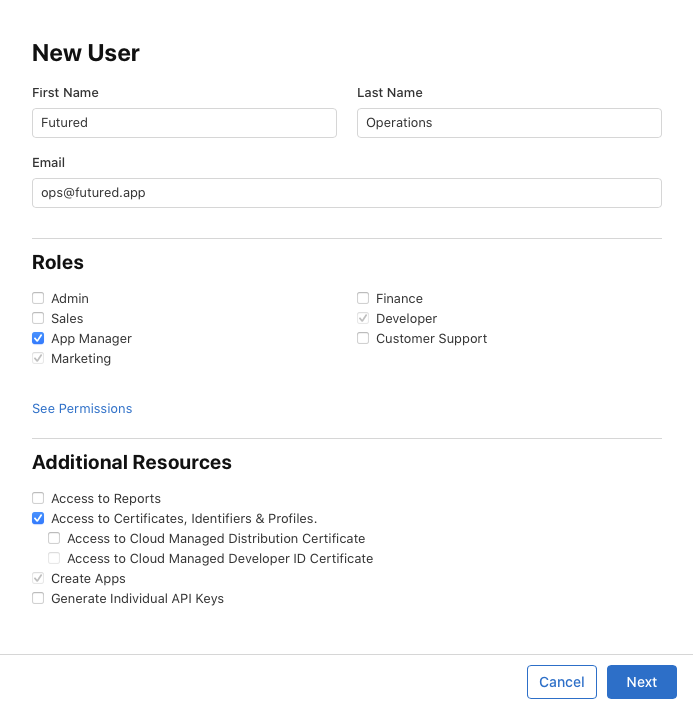 New User
First Name
Last Name
Futured
Operations
Email
ops@futured.app
Roles
Admin
Finance
Sales
Developer
App Manager
Customer Support
Marketing
See Permissions
Additional Resources
Access to Reports
Access to Certificates, Identifiers & Profiles.
Access to Cloud Managed Distribution Certificate
Access to Cloud Managed Developer ID Certificate
Create Apps
Generate Individual API Keys
Cancel
Next